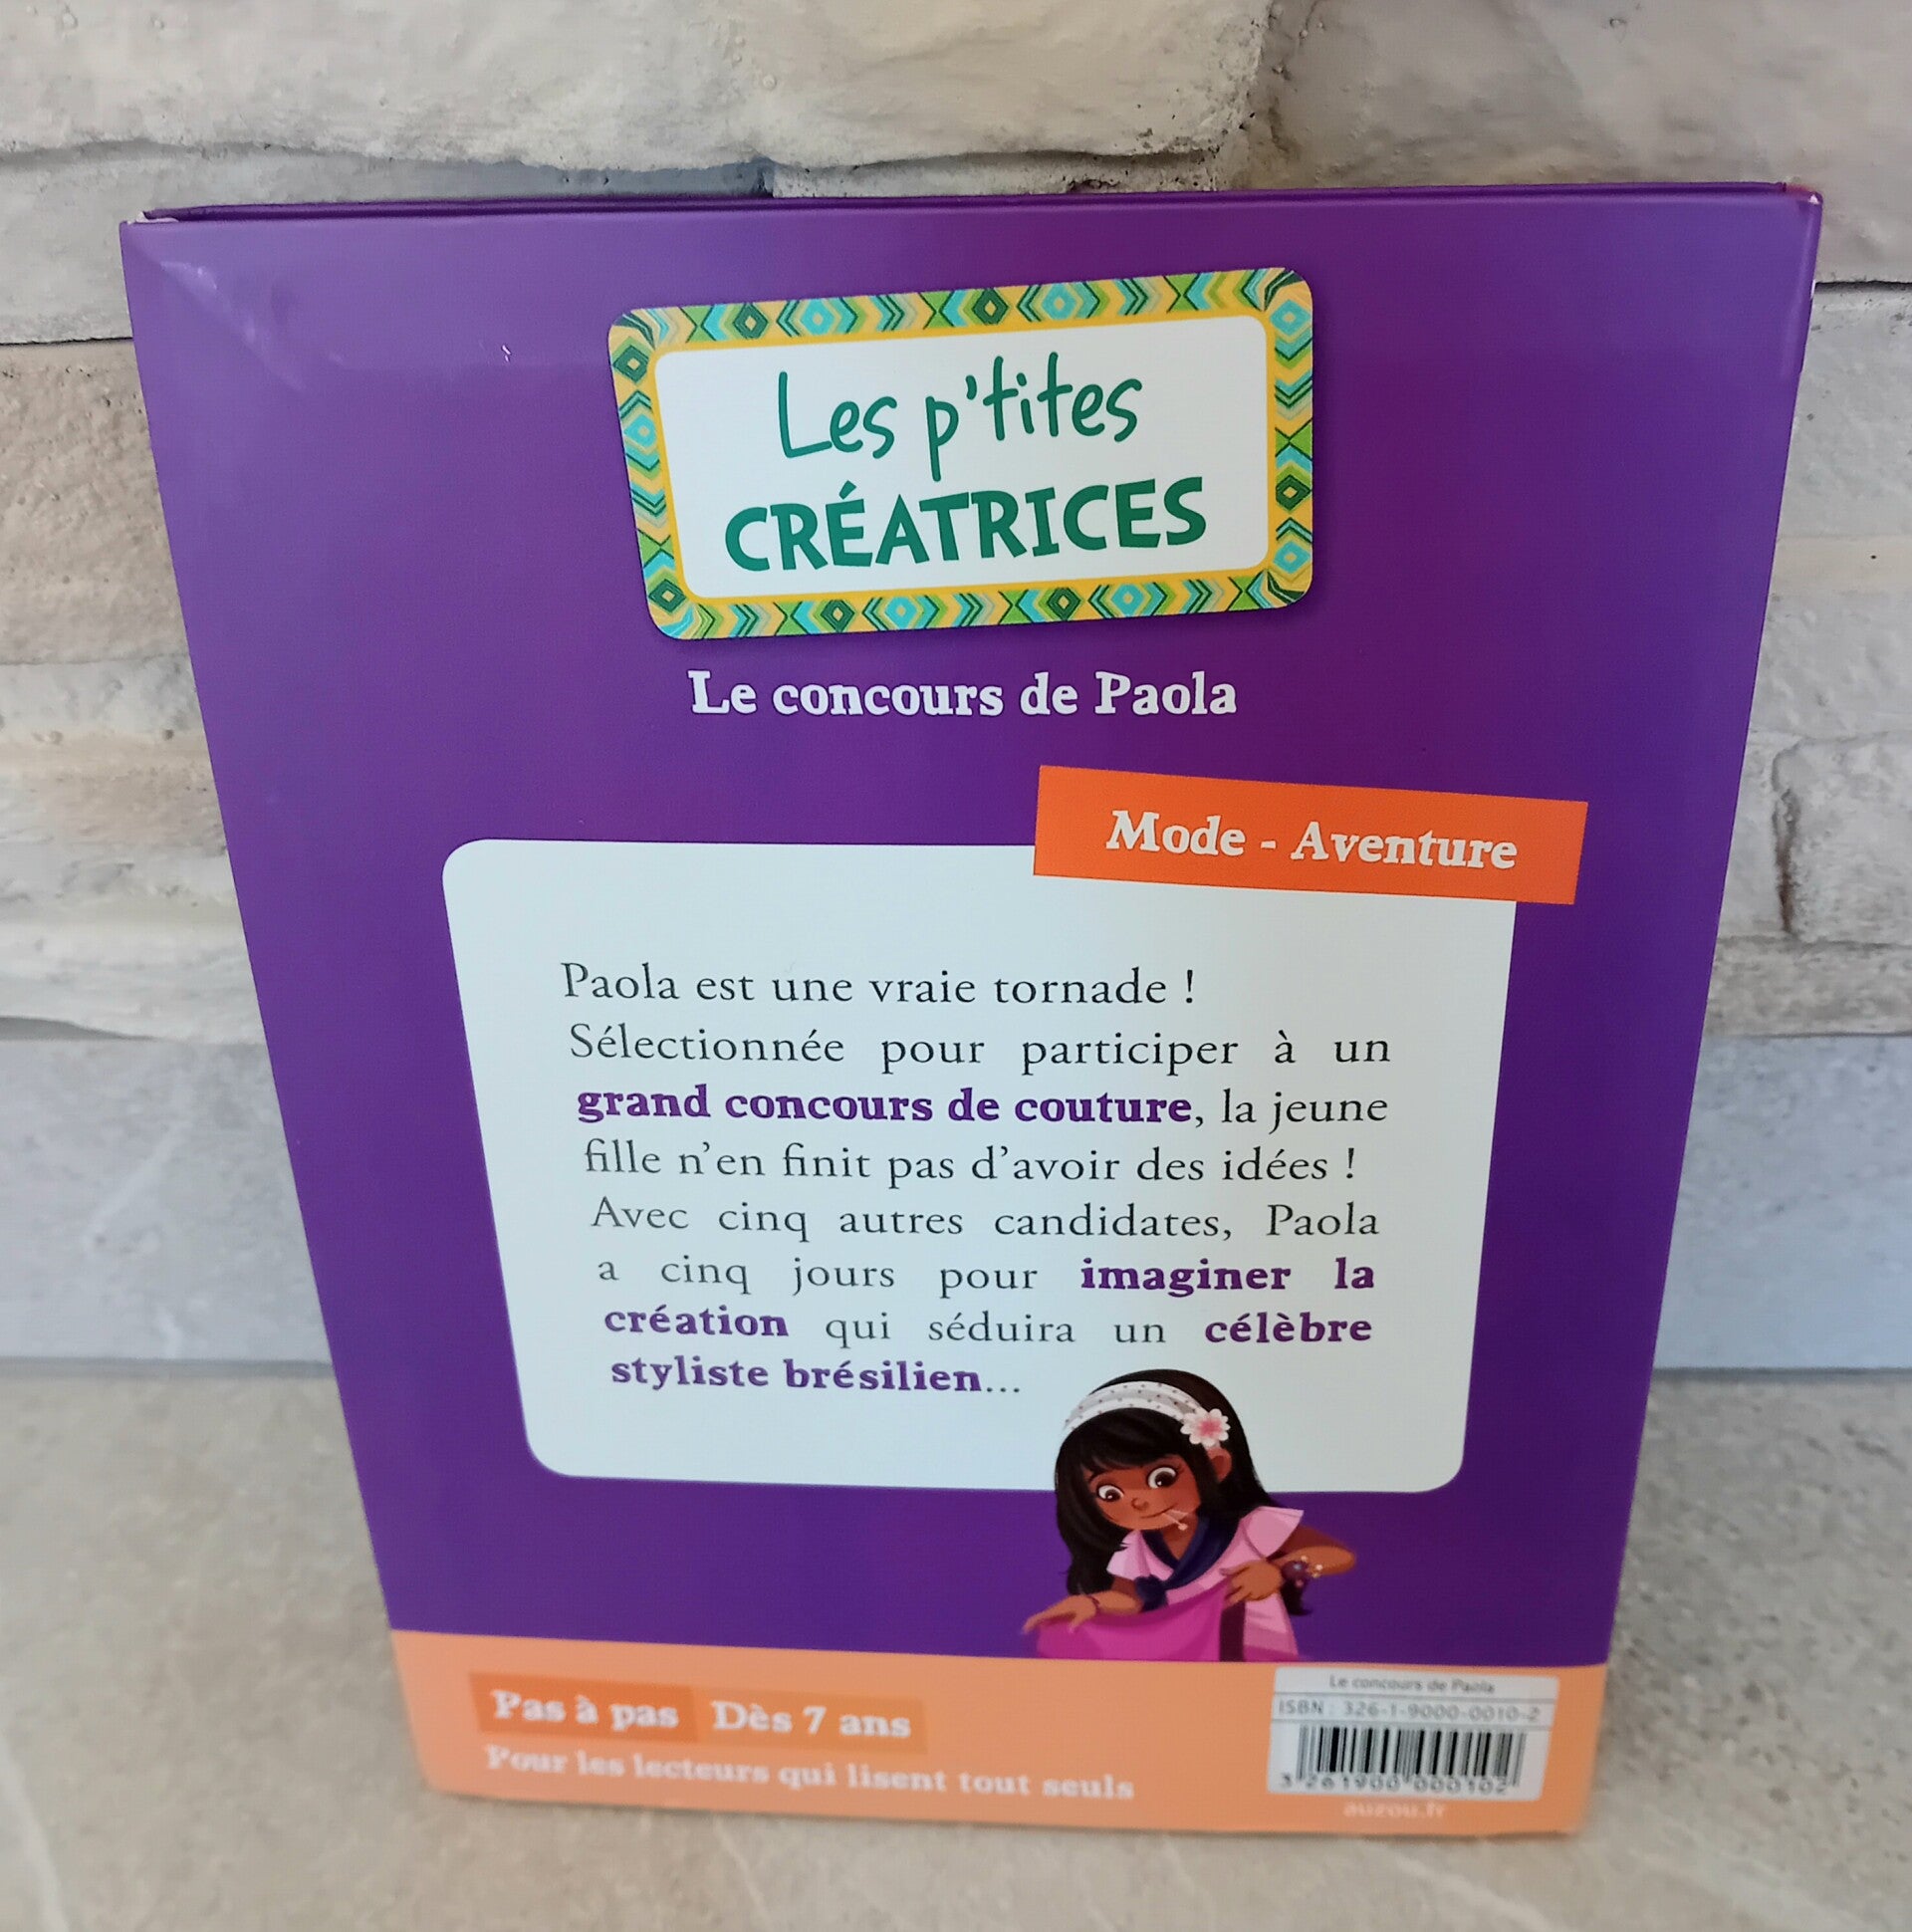 Les p'tites
CRÉATRICES
Le concours de Paola
Mode - Aventure
Paola est une vraie tornade !
Sélectionnée pour participer à un
grand concours de couture, la jeune
fille n'en finit pas d'avoir des idées !
Avec cinq autres candidates, Paola
a cinq jours pour imaginer la
création qui séduira un célèbre
styliste brésilien...
Pas à pas Dès 7 ans
Pour les lecteurs qui lisent tout seuls
Le concours de Paola
ISBN : 326-1-9000-0010-2
3 261900 000102
auzou.fr